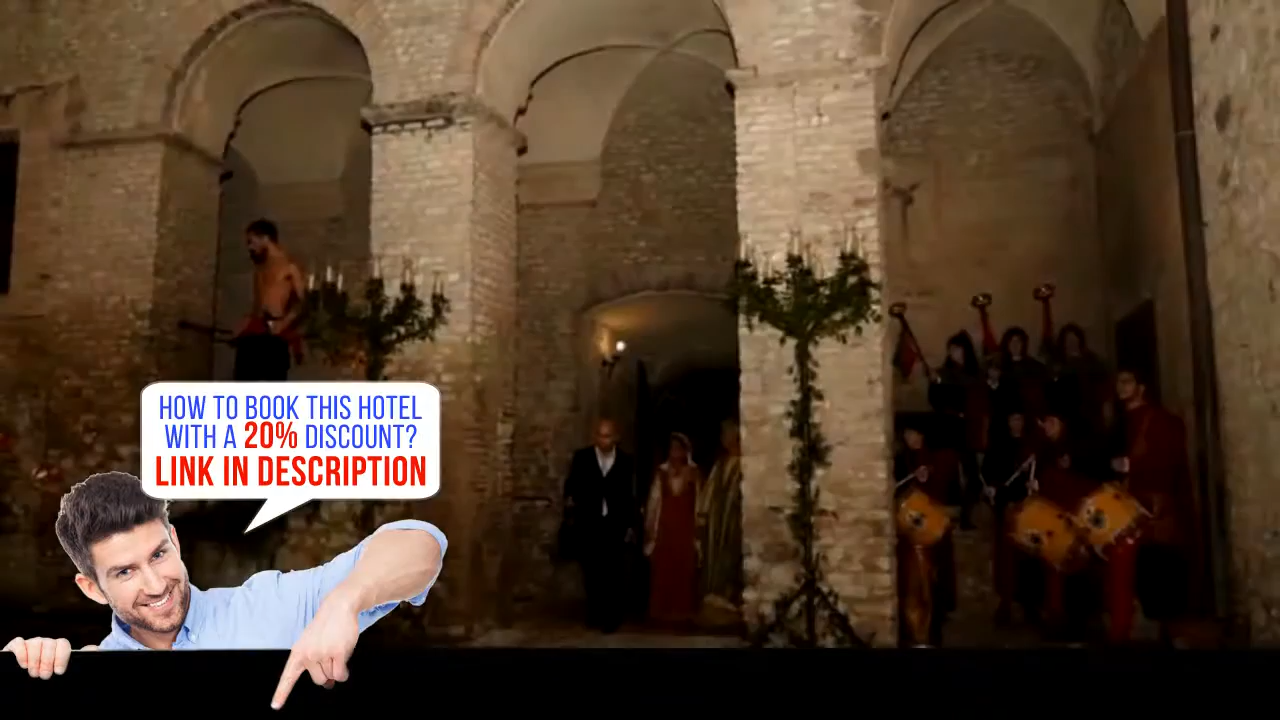 HOW TO BOOK THIS HOTEL
WITH A 20% DISCOUNT?
LINK IN DESCRIPTION